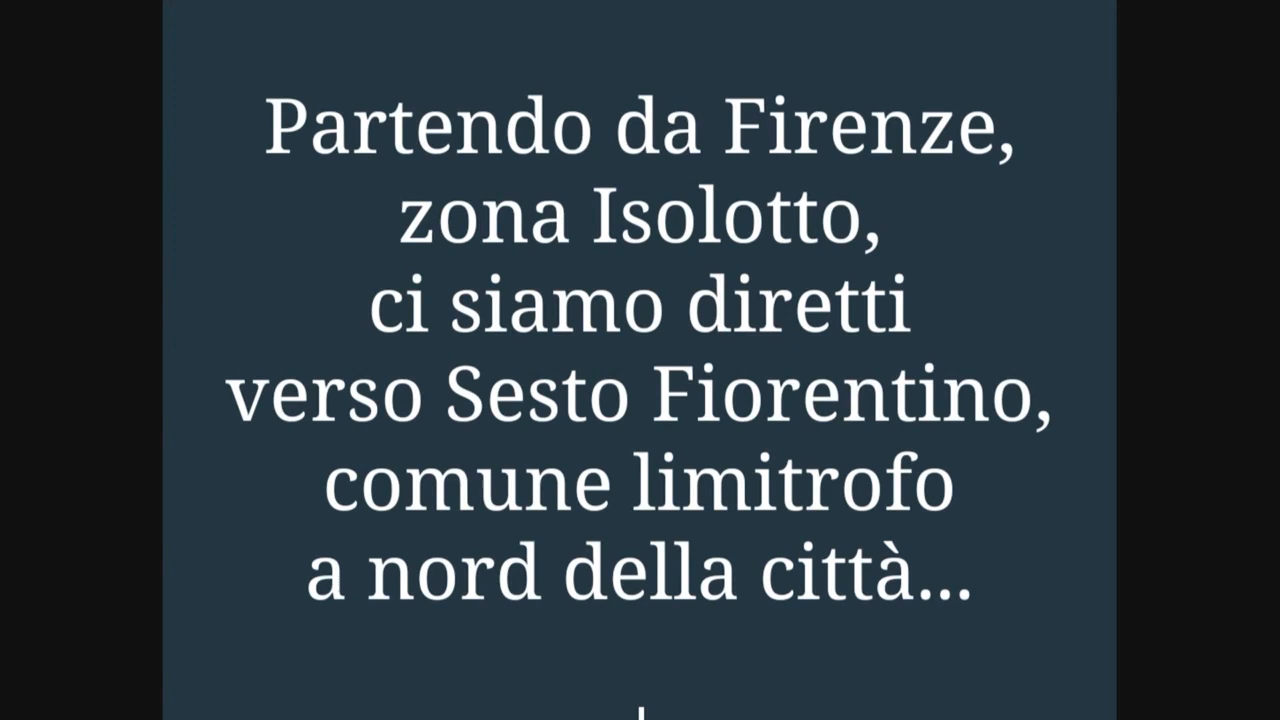 Partendo da Firenze,
zona Isolotto,
ci siamo diretti
verso Sesto Fiorentino,
comune limitrofo
a nord della città...